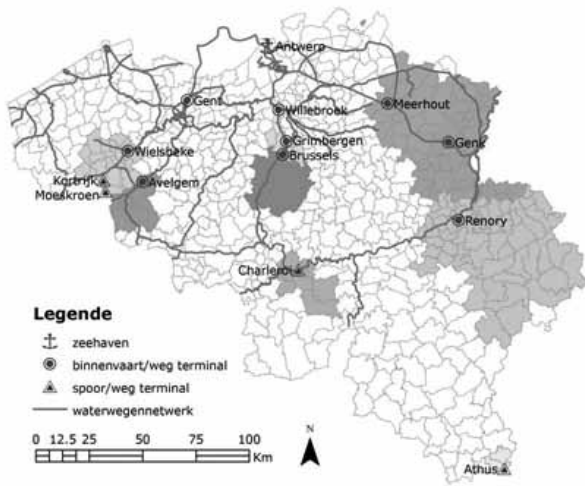 Antwerp
Gent
Willebroek
Meerhout
Grimbergen
Genk
Wielsbeke
Brussels
Kortrijk
Avelgem
Moeskroen
Renory
Charleroi
Legende
zeehaven
binnenvaart/weg terminal
spoor/weg terminal
waterwegennetwerk
N
0 12.5 25 50 75 100
Km
Athus